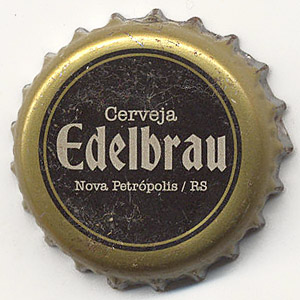 Cerveja
Edelbrau
Nova Petrópolis / RS